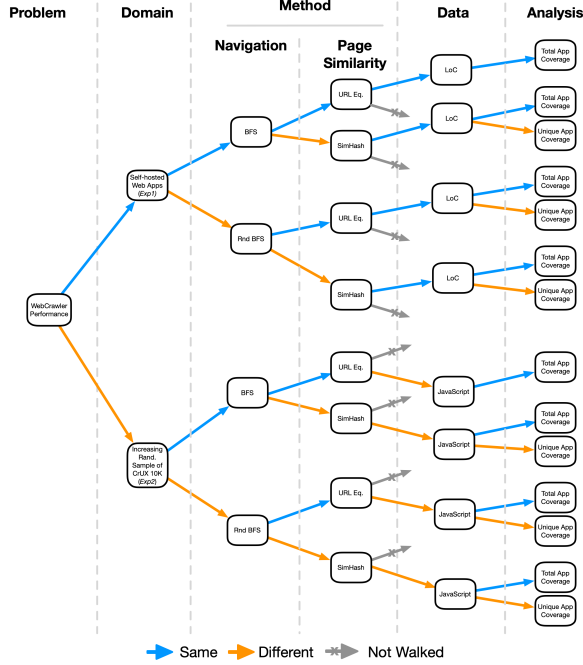 Problem
Domain
Method
Data
Analysis
Navigation
Page
Similarity
WebCrawler
Performance
Self-hosted
Web Apps
(Exp1)
BFS
URL Eq.
LoC
Total App
Coverage
SimHash
LoC
Total App
Coverage
Unique App
Coverage
Rnd BFS
URL Eq.
LoC
Total App
Coverage
Unique App
Coverage
SimHash
LoC
Total App
Coverage
Unique App
Coverage
Increasing
Rand.
Sample of
CrUX 10K
(Exp2)
BFS
URL Eq.
JavaScript
Total App
Coverage
SimHash
JavaScript
Total App
Coverage
Unique App
Coverage
Rnd BFS
URL Eq.
JavaScript
Total App
Coverage
Unique App
Coverage
SimHash
JavaScript
Total App
Coverage
Unique App
Coverage
Same
Different
Not Walked